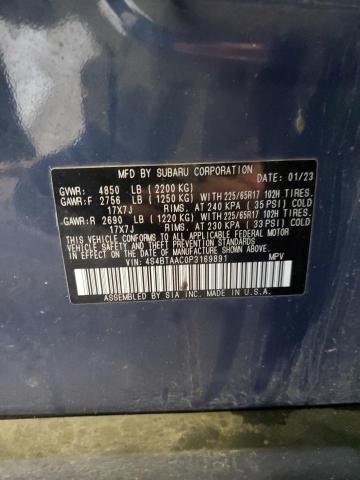 MFD BY SUBARU CORPORATION 01/23
GVWR: 4850 LB (2200 KG)
GAWR:F 2756 LB (1250 KG) WITH 225/65R17 102H TIRES.
17X7J RIMS. AT 240 KPA (35 PSI) COLD
GAWR:R 2690 LB (1220 KG) WITH 225/65R17 102H TIRES.
17X7J RIMS. AT 230 KPA (33 PSI) COLD
THIS VEHICLE CONFORMS TO ALL APPLICABLE FEDERAL MOTOR
VEHICLE SAFETY, BUMPER, AND THEFT PREVENTION STANDARDS
IN EFFECT ON THE DATE OF MANUFACTURE SHOWN ABOVE.
VIN: 4S4BTAAC0P3169891 MPV
ASSEMBLED BY SIA INC. MADE IN U.S.A.